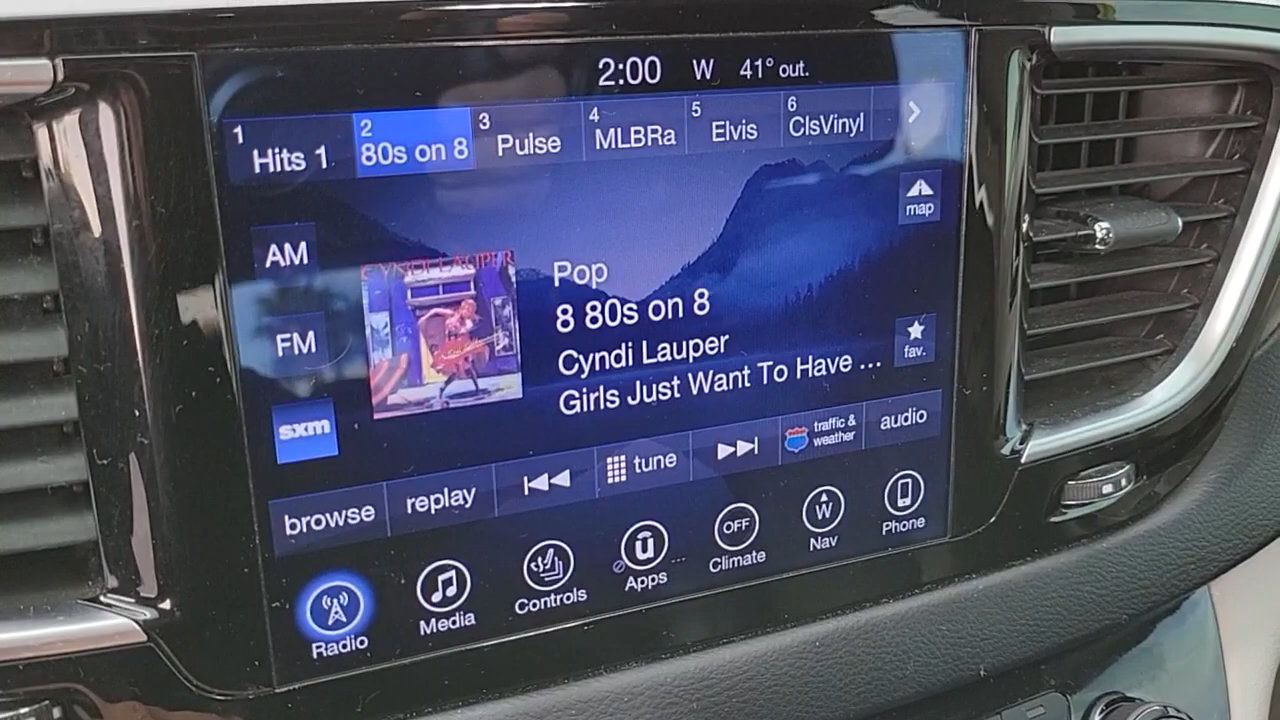 2:00 W 41° out.
1 Hits 1
2 80s on 8
3 Pulse
4 MLBRa
5 Elvis
6 ClsVinyl
map
AM
FM
sxm
CYNDI LAUPER
Pop
8 80s on 8
Cyndi Lauper
Girls Just Want To Have ...
fav.
browse
replay
tune
traffic &
weather
audio
Radio
Media
Controls
û
Apps
OFF
Climate
W
Nav
Phone